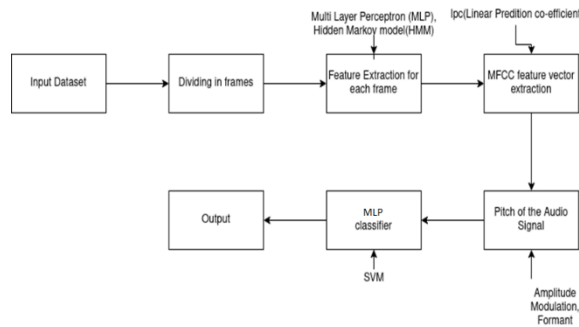 Multi Layer Perceptron (MLP),
Hidden Markov model(HMM)
lpc(Linear Predition co-efficient
Input Dataset
Dividing in frames
Feature Extraction for
each frame
MFCC feature vector
extraction
Output
MLP
classifier
Pitch of the Audio
Signal
SVM
Amplitude
Modulation,
Formant